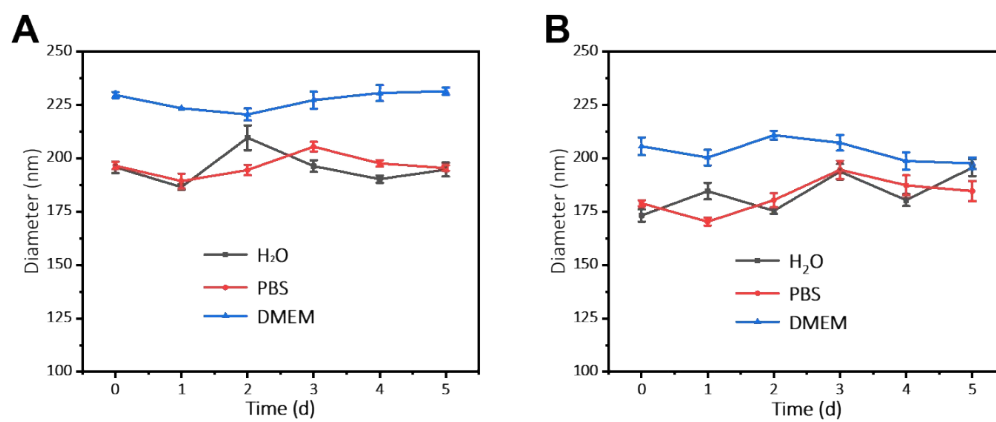 A
250
225
200
175
150
125
100
Diameter (nm)
H₂O
PBS
DMEM
0 1 2 3 4 5
Time (d)
B
250
225
200
175
150
125
100
Diameter (nm)
H₂O
PBS
DMEM
0 1 2 3 4 5
Time (d)